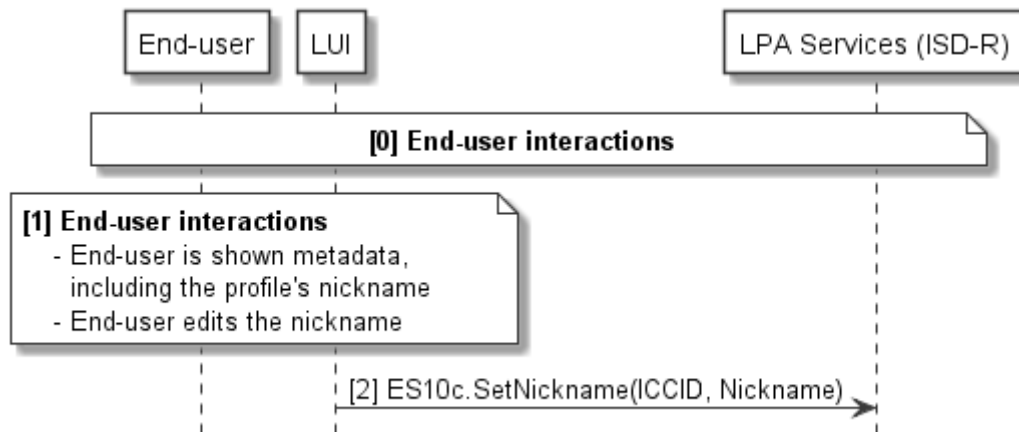 End-user
LUI
LPA Services (ISD-R)
[0] End-user interactions
[1] End-user interactions
- End-user is shown metadata,
including the profile's nickname
- End-user edits the nickname
[2] ES10c.SetNickname(ICCID, Nickname)